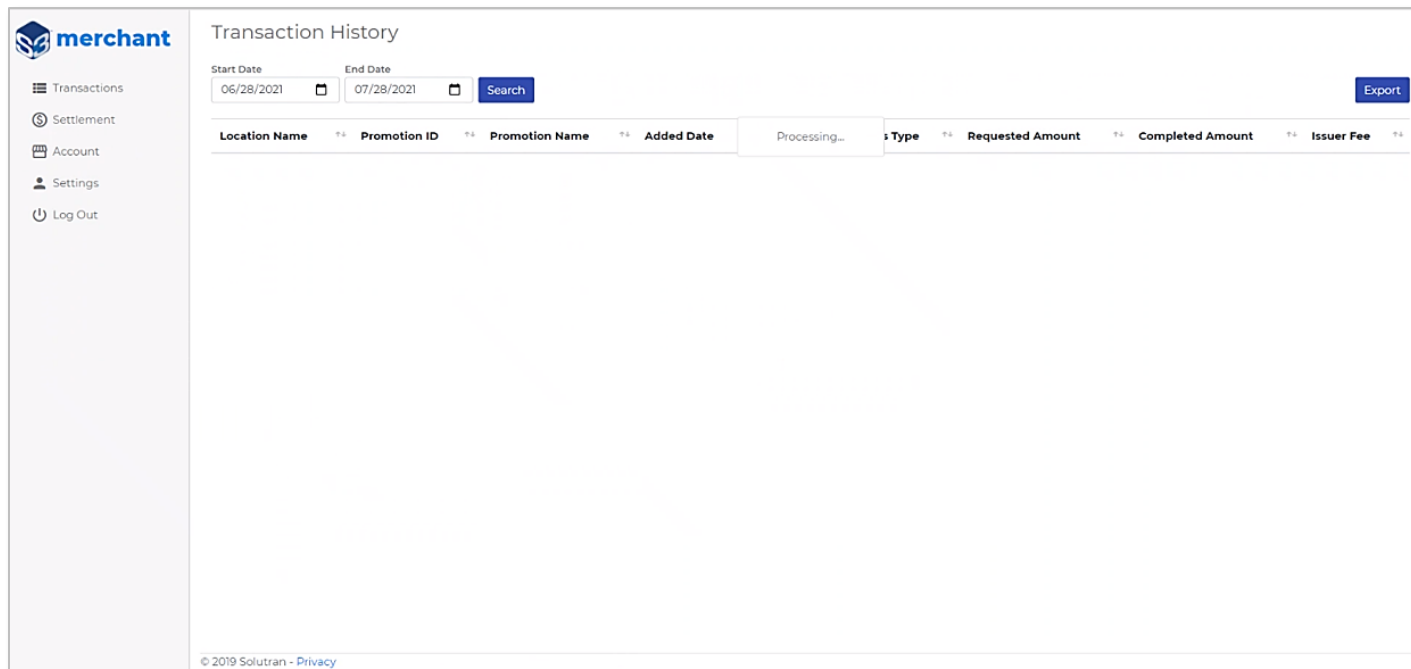 S3 merchant
Transactions
Settlement
Account
Settings
Log Out
Transaction History
Start Date End Date
06/28/2021 07/28/2021 Search Export
Location Name Promotion ID Promotion Name Added Date Processing... s Type Requested Amount Completed Amount Issuer Fee
© 2019 Solutran - Privacy